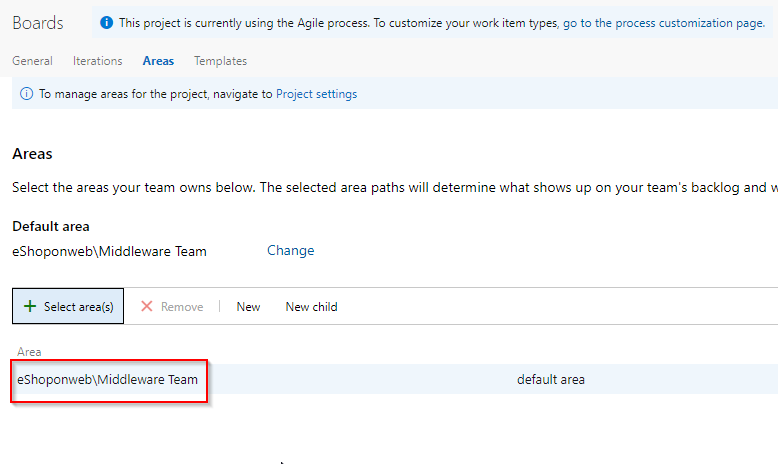 Boards
This project is currently using the Agile process. To customize your work item types, go to the process customization page.
General Iterations Areas Templates
To manage areas for the project, navigate to Project settings
Areas
Select the areas your team owns below. The selected area paths will determine what shows up on your team's backlog and w
Default area
eShoponweb\Middleware Team Change
+ Select area(s) Remove New New child
Area
eShoponweb\Middleware Team default area